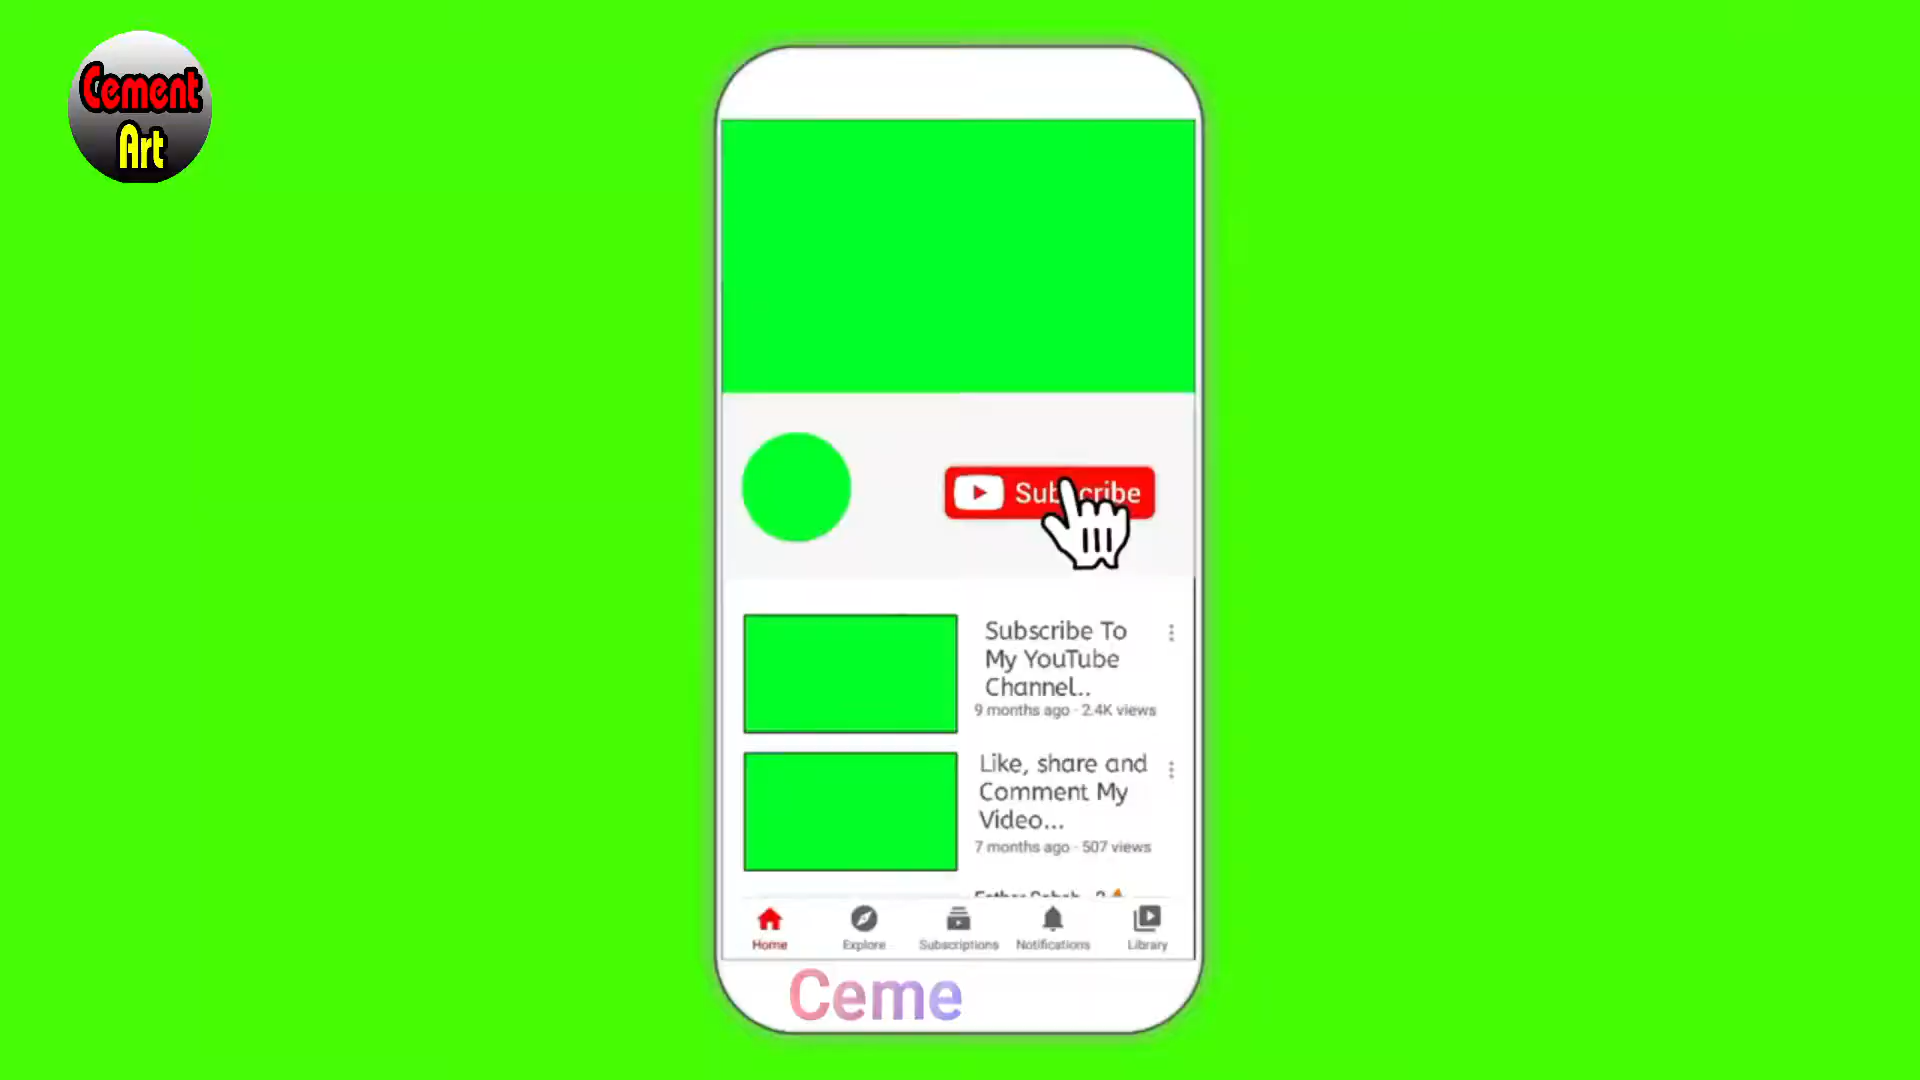 Cement
Art
Subscribe
Subscribe To
My YouTube
Channel..
9 months ago · 2.4K views
Like, share and
Comment My
Video...
7 months ago · 507 views
Home
Explore
Subscriptions
Notifications
Library
Ceme